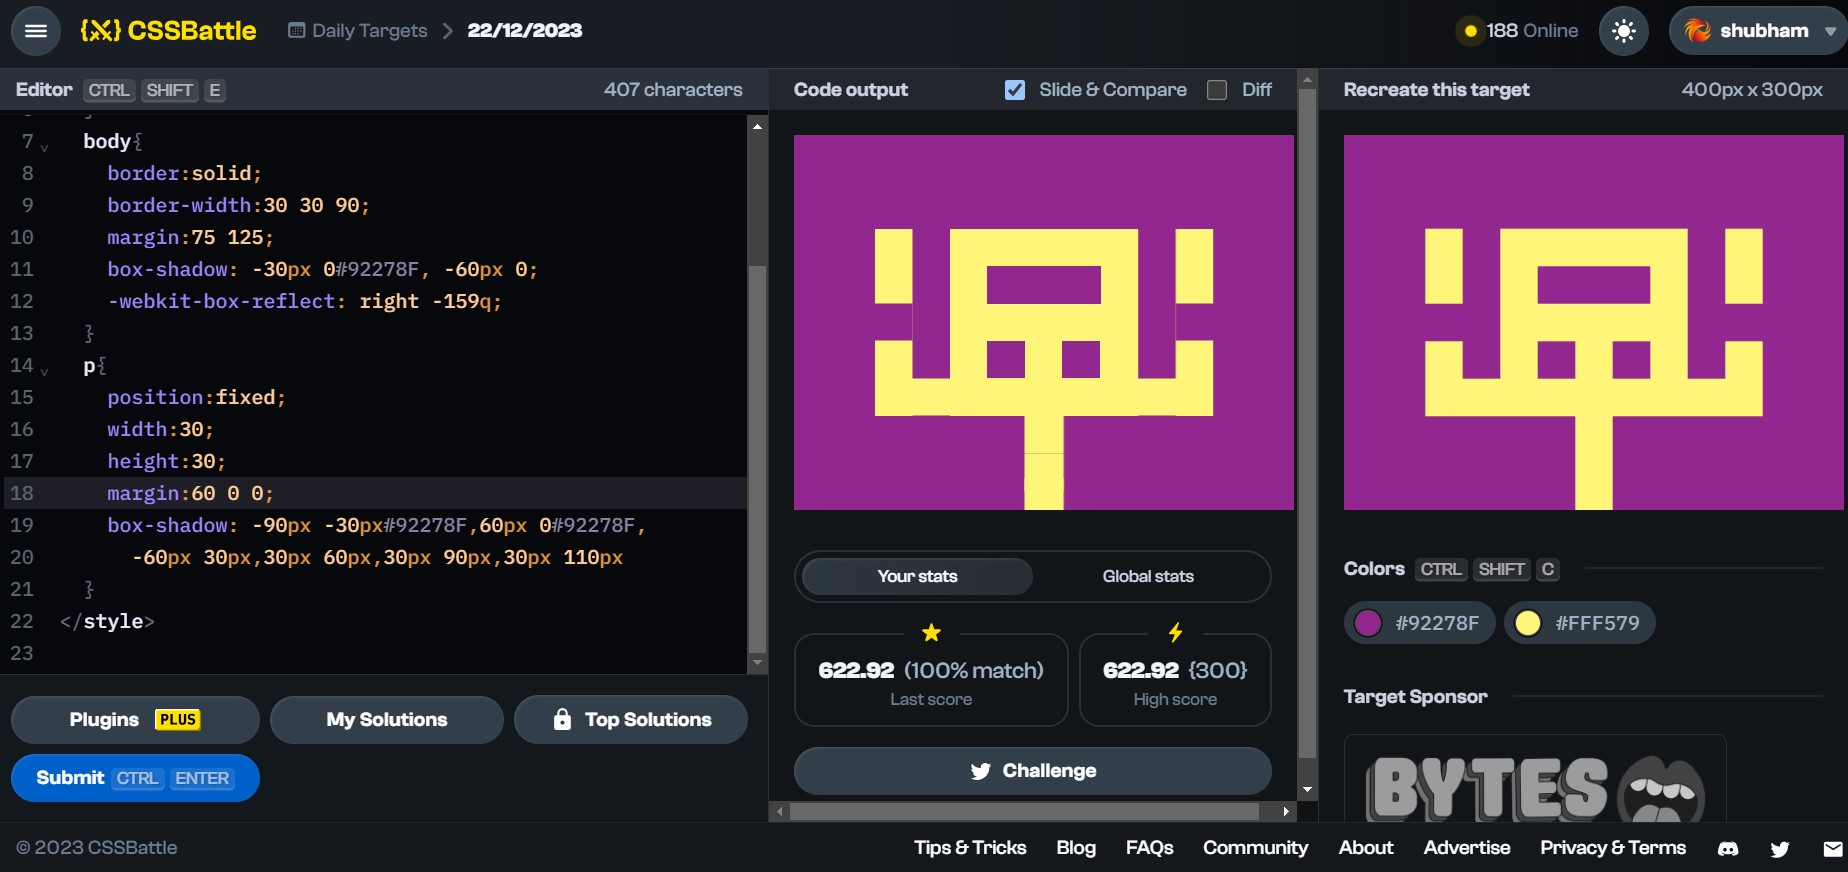 {X} CSSBattle
Daily Targets > 22/12/2023
188 Online
shubham
Editor CTRL SHIFT E
407 characters
7 body{
8 border:solid;
9 border-width:30 30 90;
10 margin:75 125;
11 box-shadow: -30px 0#92278F, -60px 0;
12 -webkit-box-reflect: right -159q;
13 }
14 p{
15 position:fixed;
16 width:30;
17 height:30;
18 margin:60 0 0;
19 box-shadow: -90px -30px#92278F,60px 0#92278F,
20 -60px 30px,30px 60px,30px 90px,30px 110px
21 }
22 </style>
23
Plugins PLUS
My Solutions
Top Solutions
Submit CTRL ENTER
Code output
Slide & Compare
Diff
Your stats
Global stats
622.92 (100% match)
Last score
622.92 {300}
High score
Challenge
Recreate this target
400px x 300px
Colors CTRL SHIFT C
#92278F
#FFF579
Target Sponsor
BYTES
© 2023 CSSBattle
Tips & Tricks
Blog
FAQs
Community
About
Advertise
Privacy & Terms